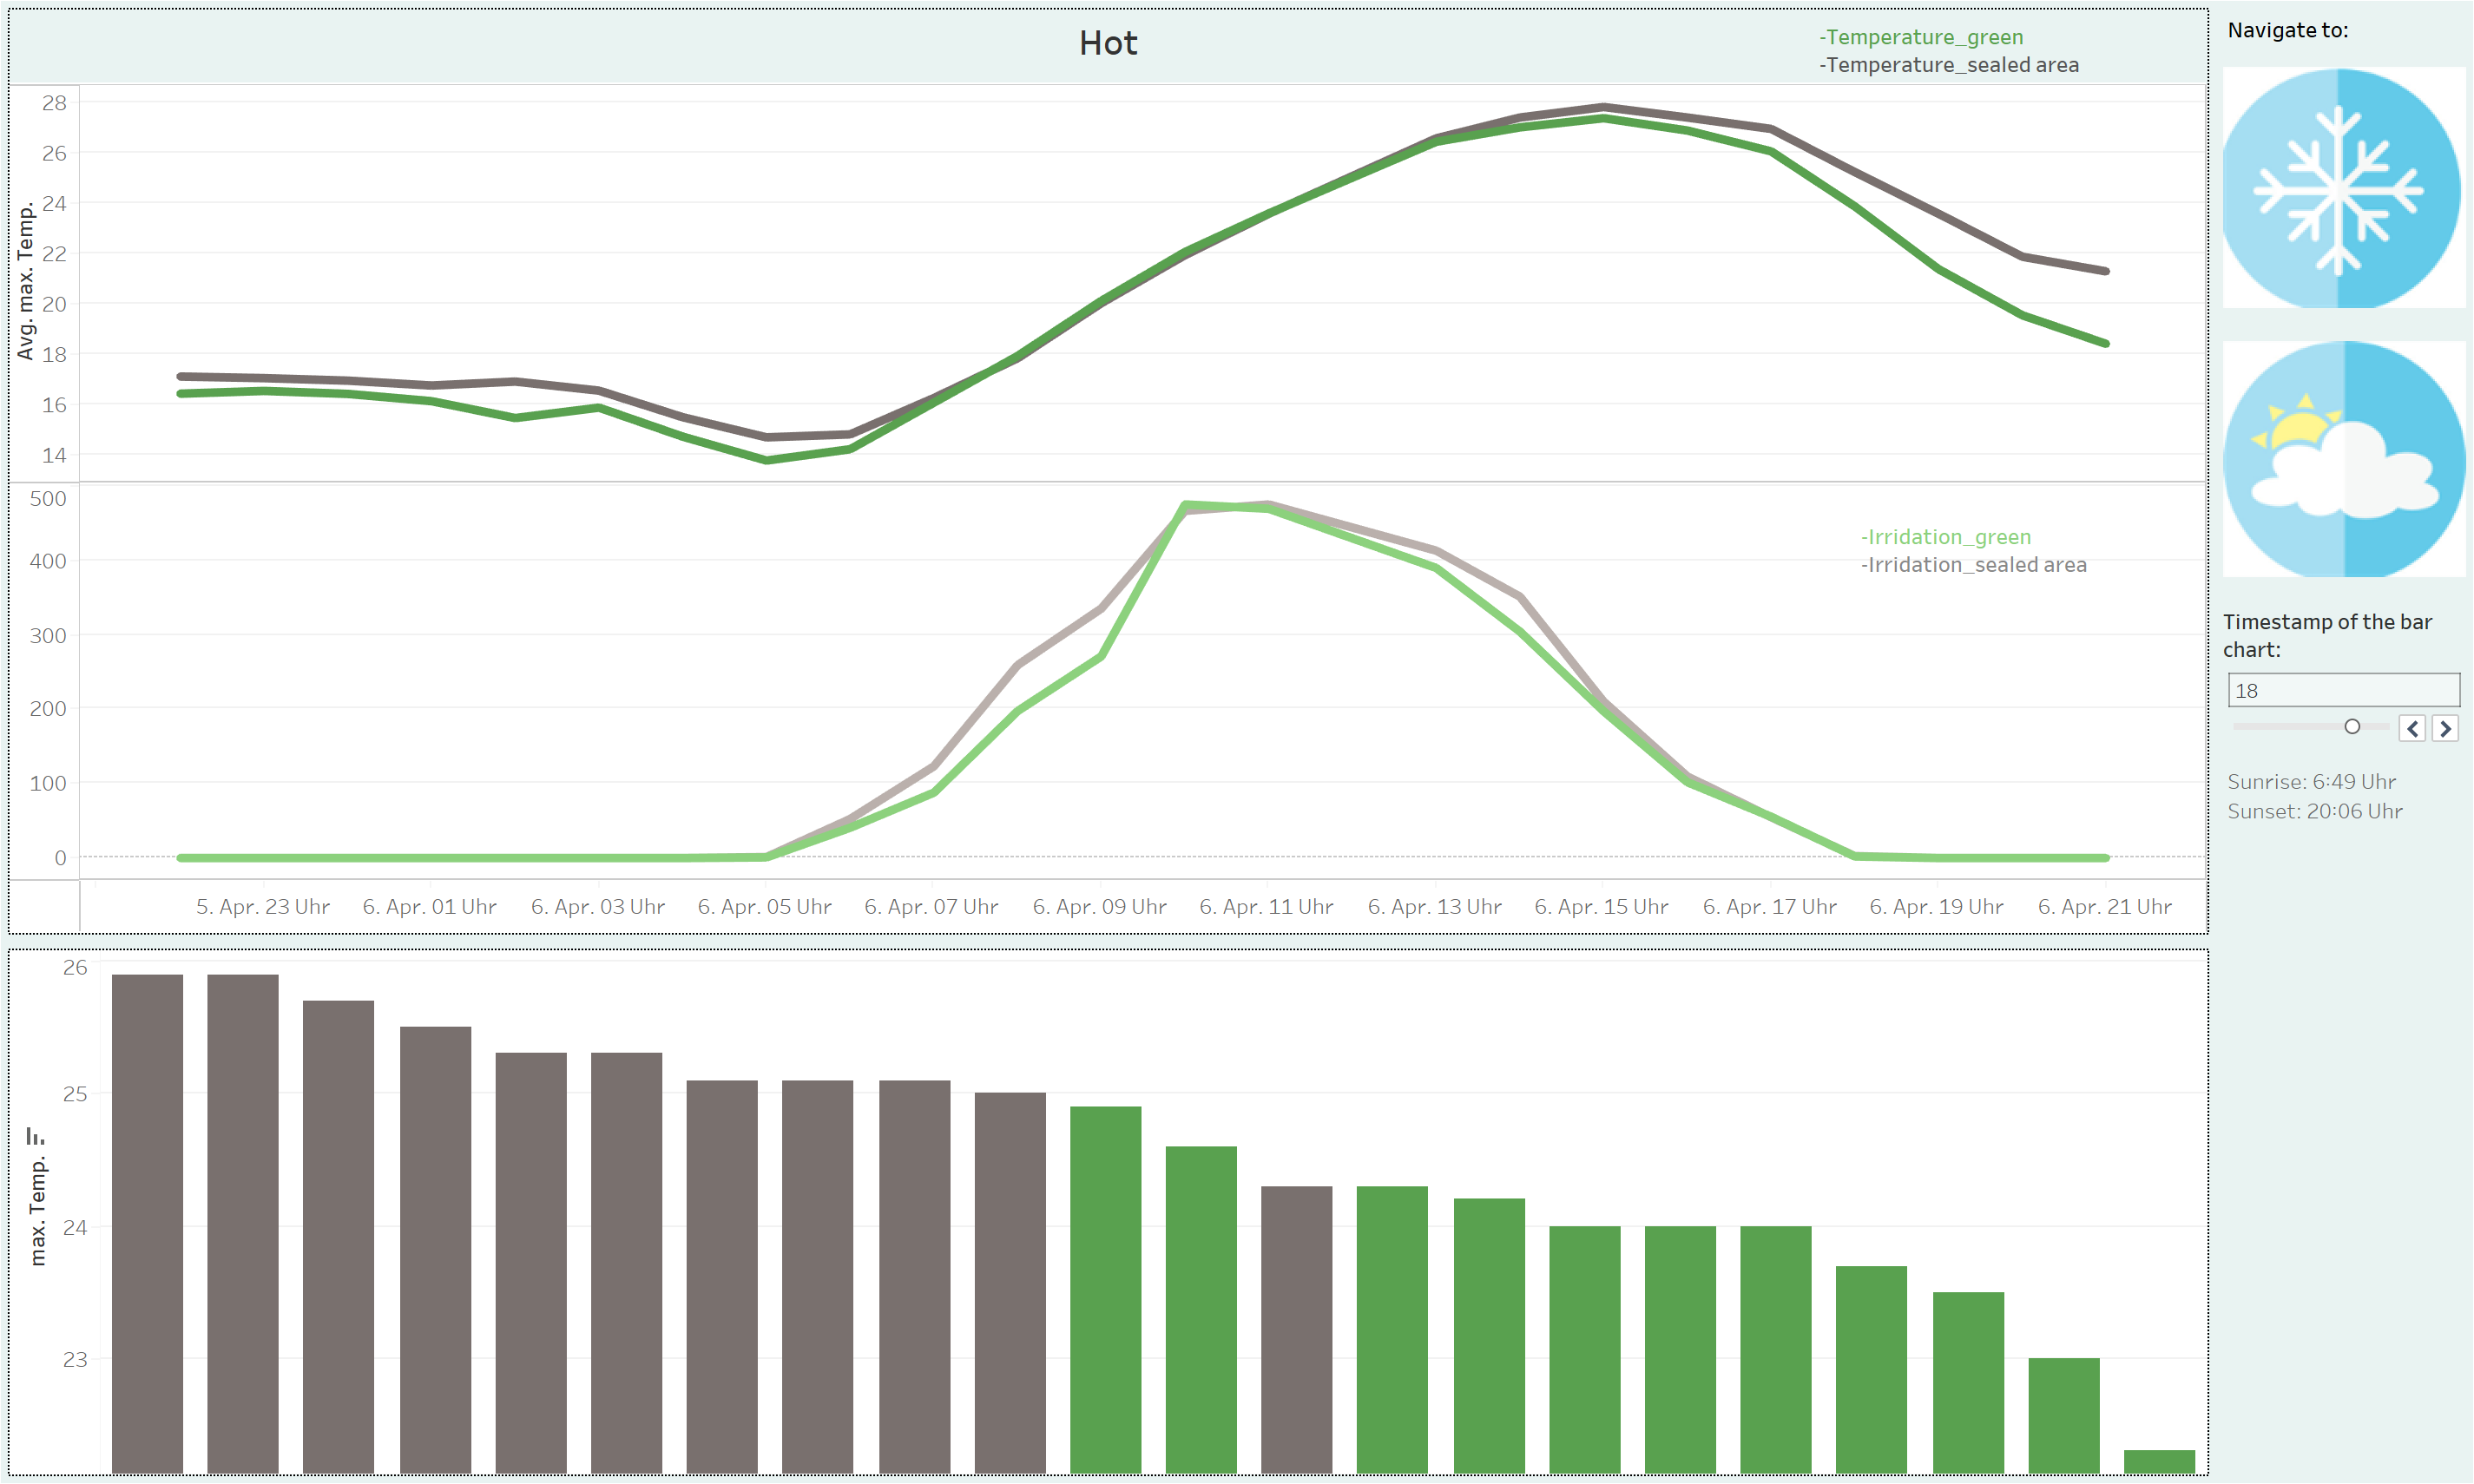 Hot
-Temperature_green
-Temperature_sealed area
Navigate to:
28
26
24
22
20
18
16
14
Avg. max. Temp.
500
400
300
200
100
0
-Irridation_green
-Irridation_sealed area
5. Apr. 23 Uhr 6. Apr. 01 Uhr 6. Apr. 03 Uhr 6. Apr. 05 Uhr 6. Apr. 07 Uhr 6. Apr. 09 Uhr 6. Apr. 11 Uhr 6. Apr. 13 Uhr 6. Apr. 15 Uhr 6. Apr. 17 Uhr 6. Apr. 19 Uhr 6. Apr. 21 Uhr
Timestamp of the bar
chart:
18
Sunrise: 6:49 Uhr
Sunset: 20:06 Uhr
26
25
24
23
max. Temp.